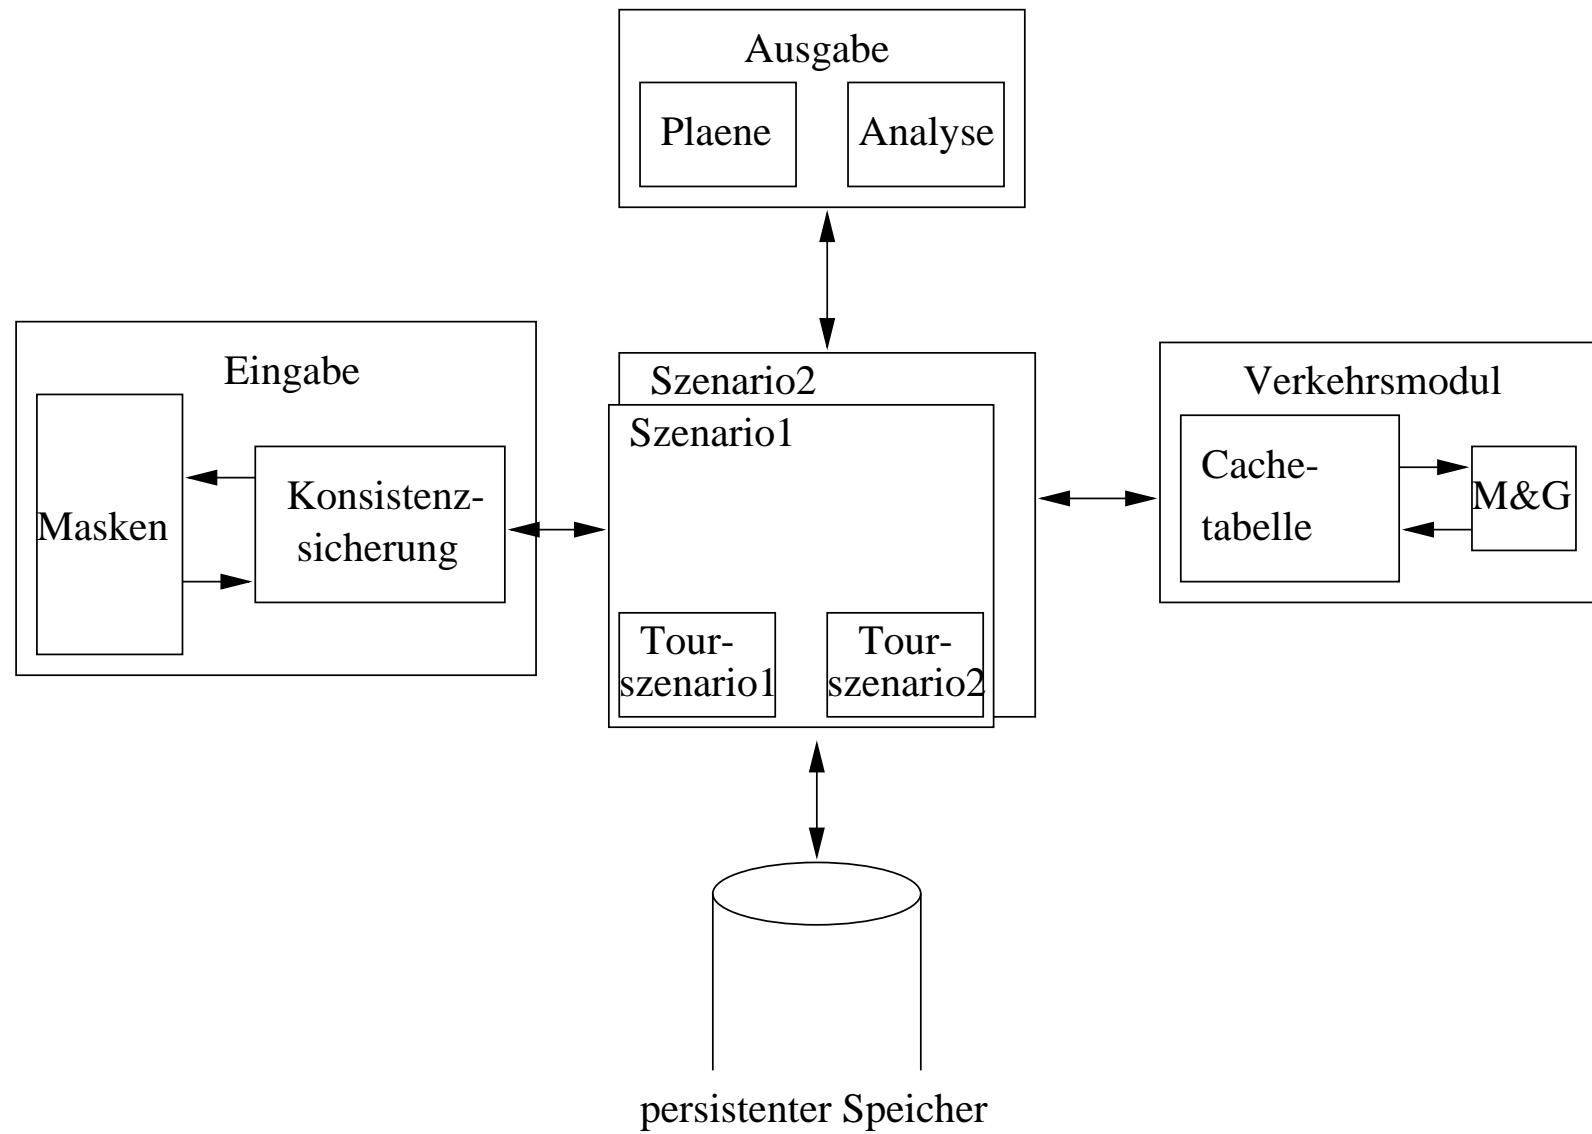 Ausgabe
Plaene
Analyse
Eingabe
Masken
Konsistenz-
sicherung
Szenario2
Szenario1
Tour-
szenario1
Tour-
szenario2
Verkehrsmodul
Cache-
tabelle
M&G
persistenter Speicher